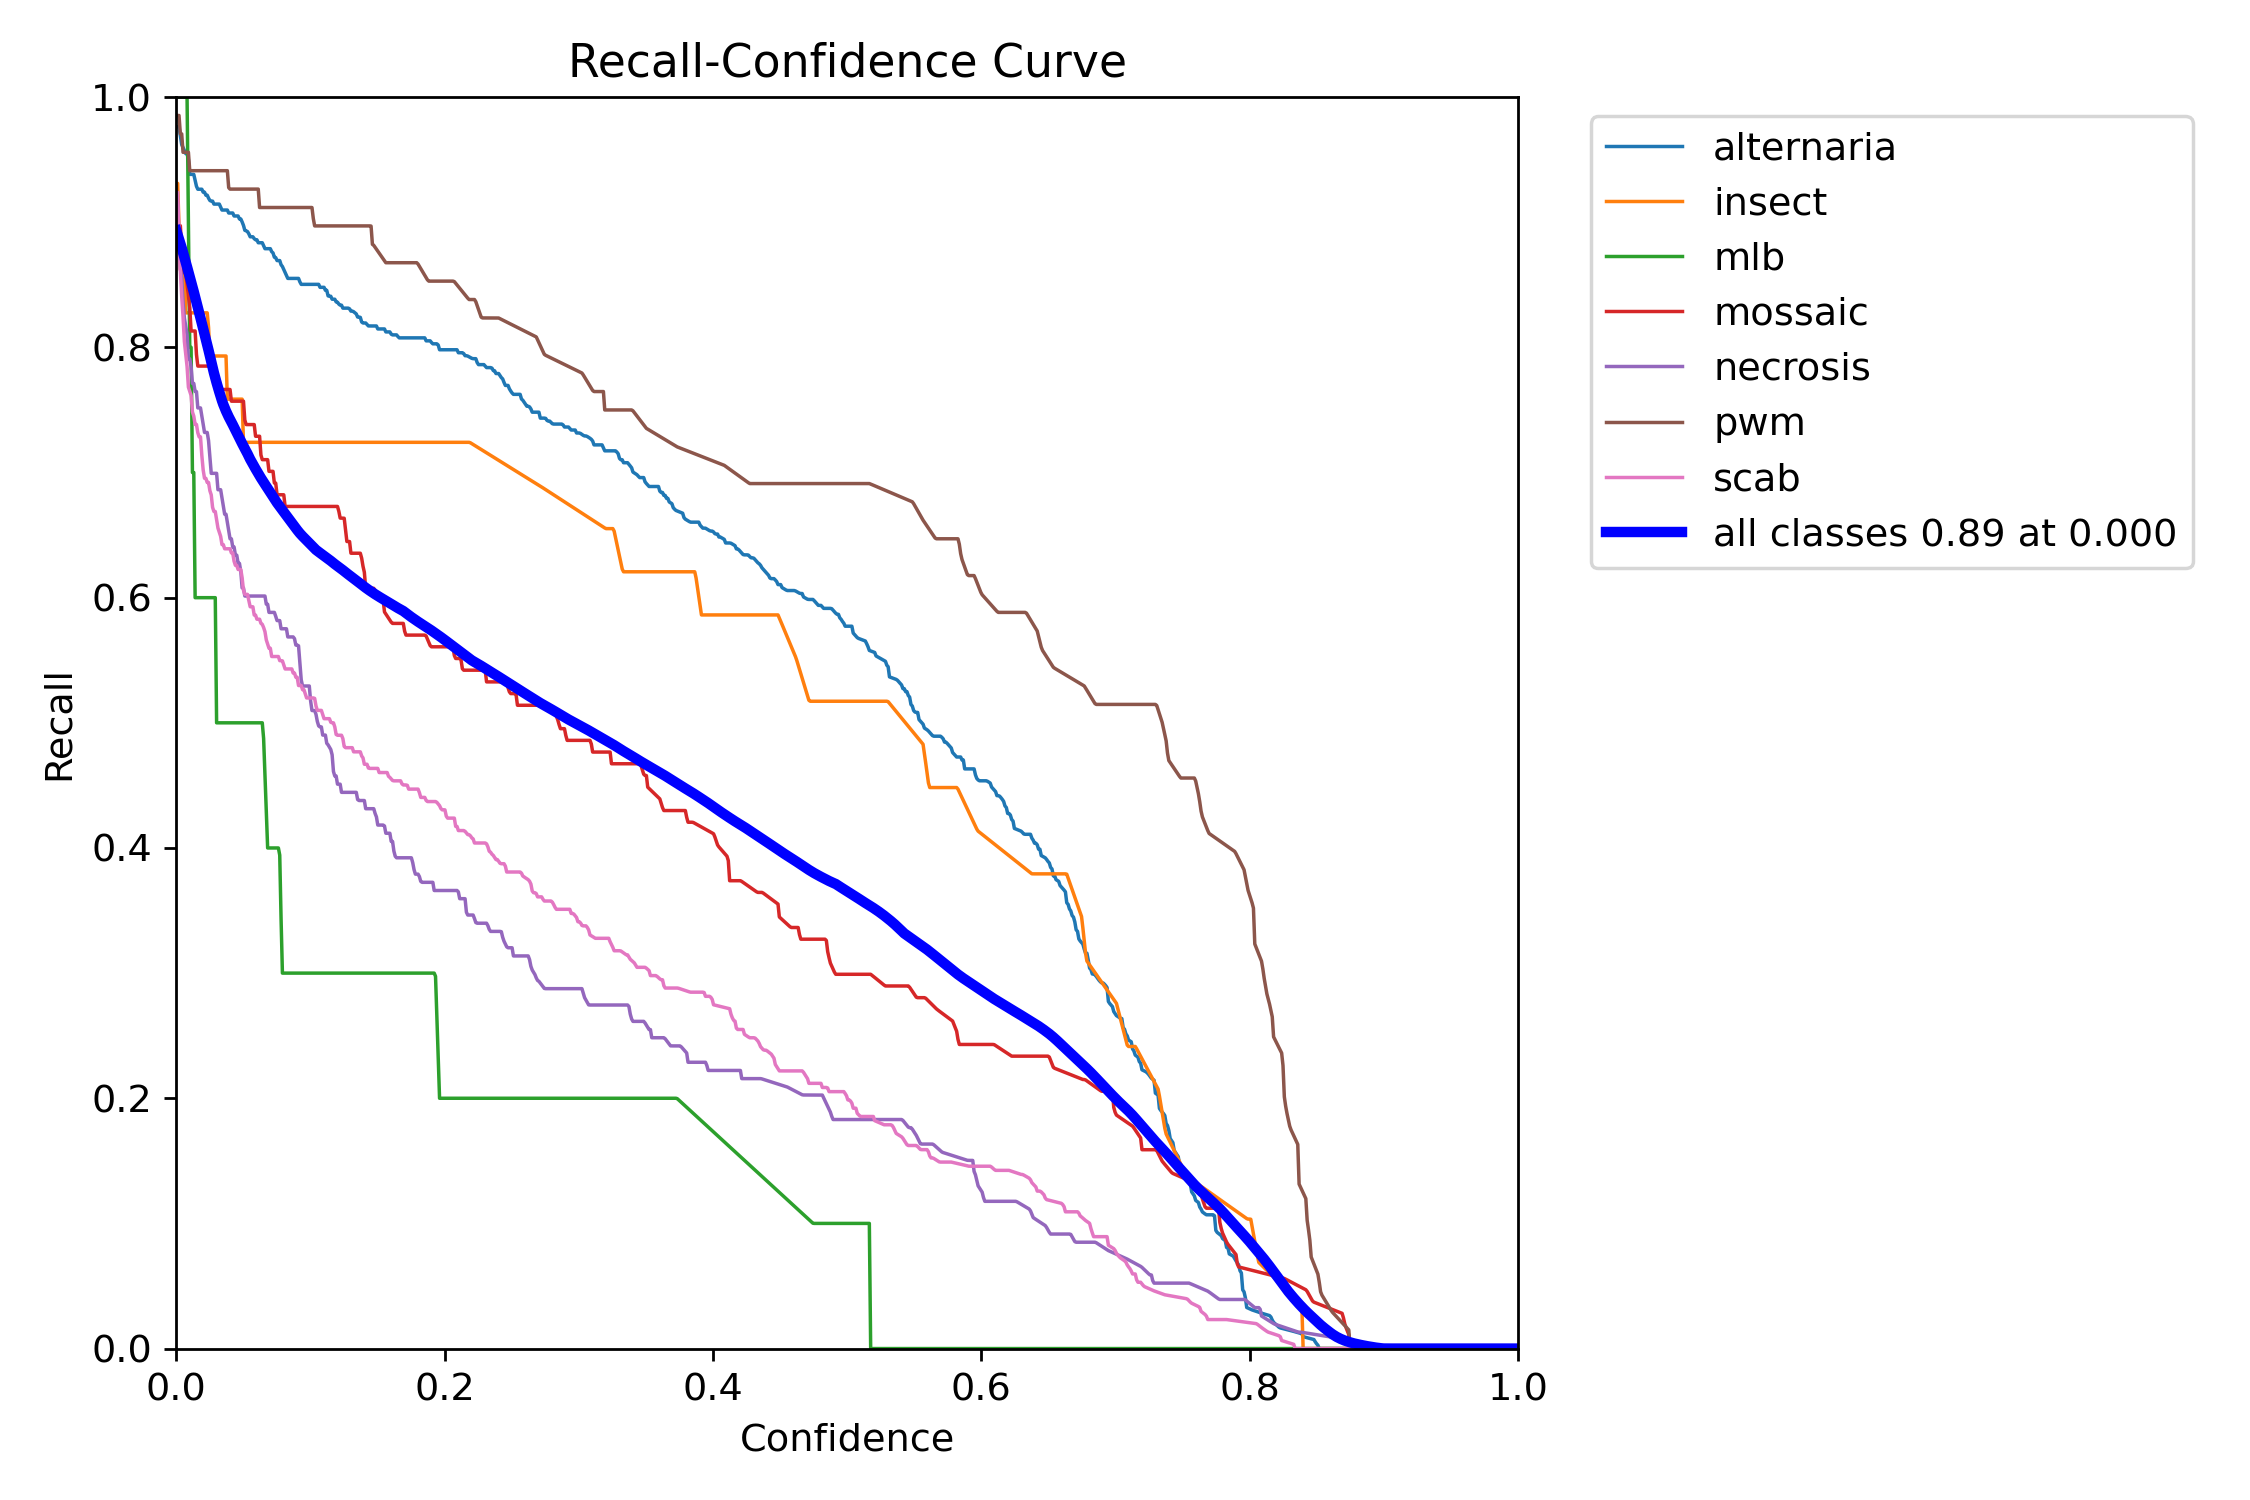 Recall-Confidence Curve
1.0
0.8
0.6
0.4
0.2
0.0
Recall
0.0 0.2 0.4 0.6 0.8 1.0
Confidence
alternaria
insect
mlb
mossaic
necrosis
pwm
scab
all classes 0.89 at 0.000